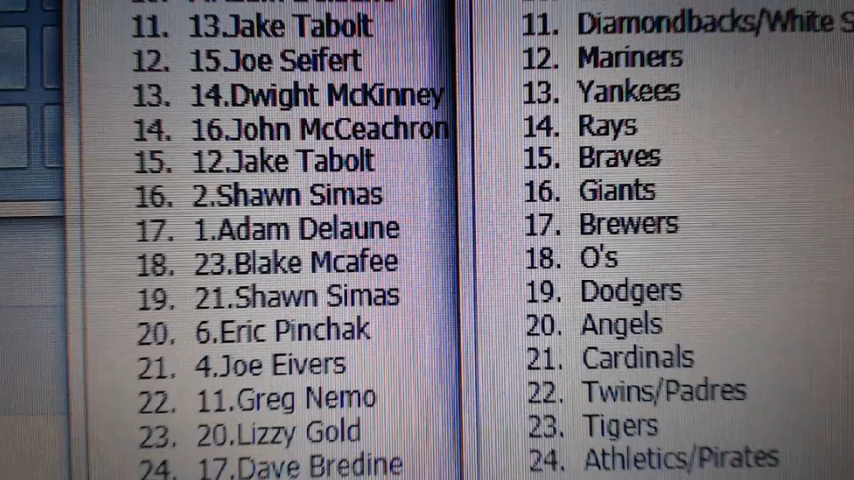 11. 13.Jake Tabolt
12. 15.Joe Seifert
13. 14.Dwight McKinney
14. 16.John McCeachron
15. 12.Jake Tabolt
16. 2.Shawn Simas
17. 1.Adam Delaune
18. 23.Blake Mcafee
19. 21.Shawn Simas
20. 6.Eric Pinchak
21. 4.Joe Eivers
22. 11.Greg Nemo
23. 20.Lizzy Gold
24. 17.Dave Bredine
11. Diamondbacks/White S
12. Mariners
13. Yankees
14. Rays
15. Braves
16. Giants
17. Brewers
18. O's
19. Dodgers
20. Angels
21. Cardinals
22. Twins/Padres
23. Tigers
24. Athletics/Pirates